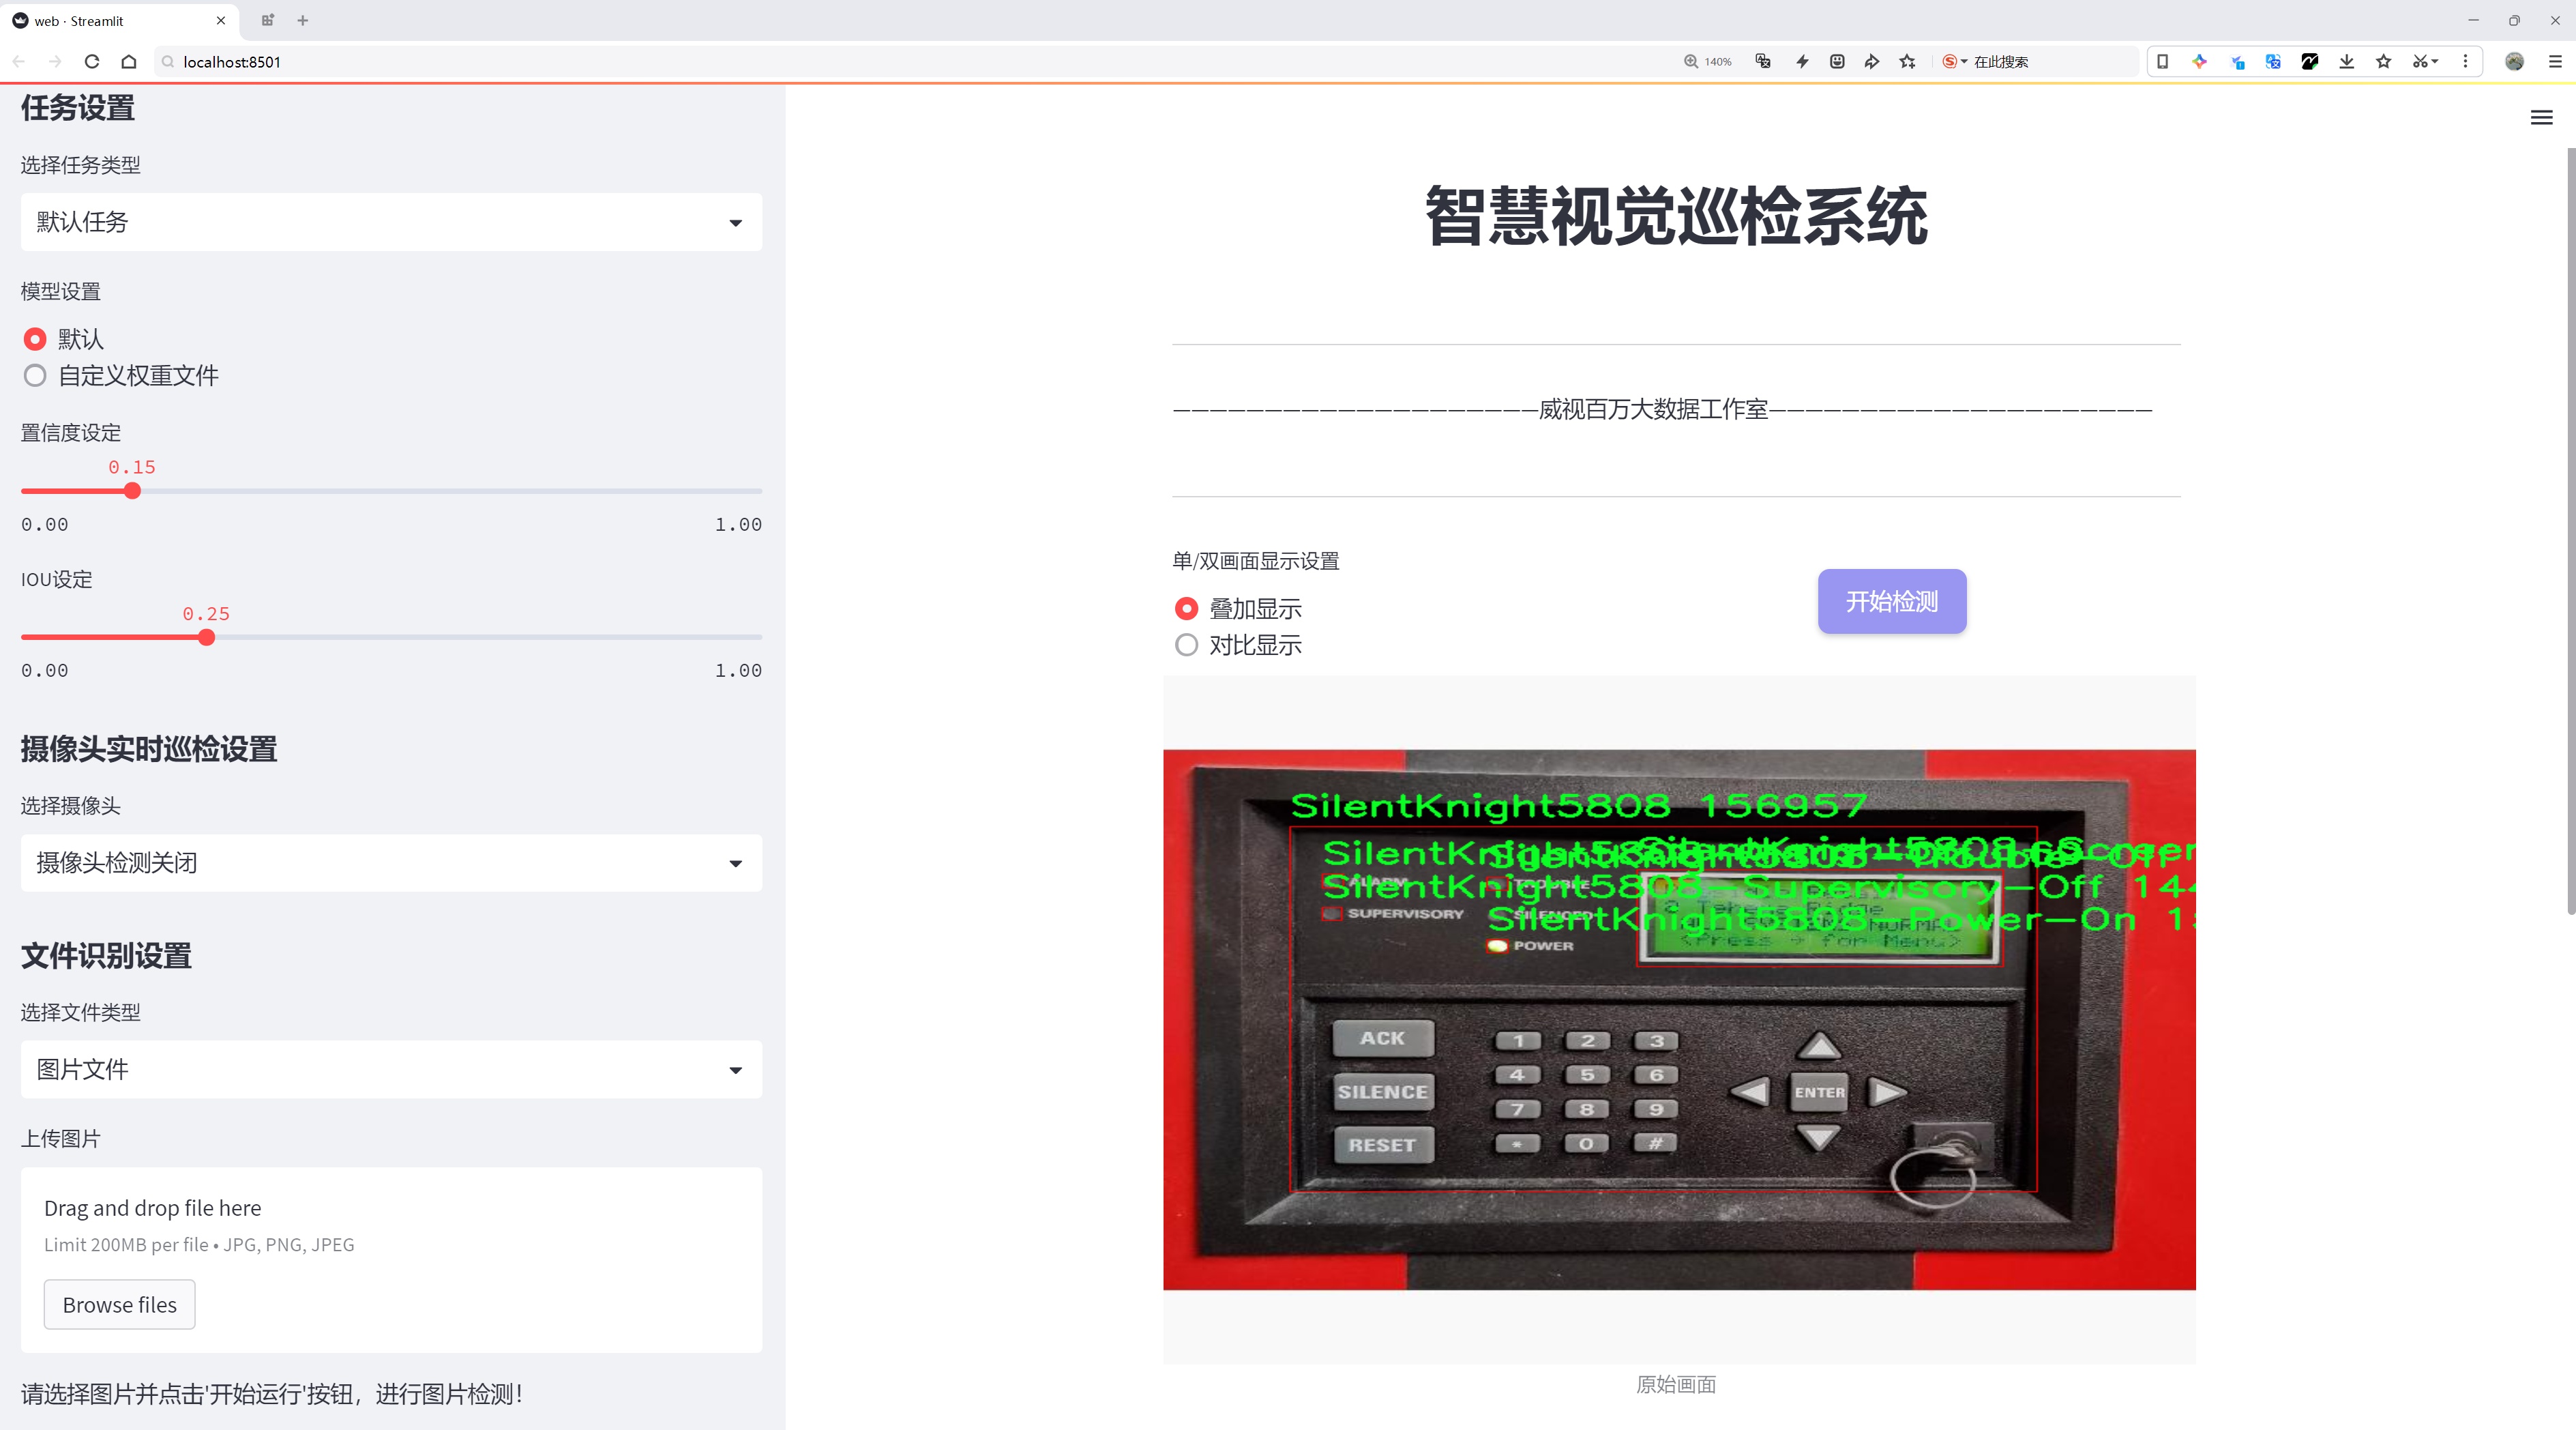 web · Streamlit
localhost:8501
140%
在此搜索
任务设置
选择任务类型
默认任务
模型设置
默认
自定义权重文件
置信度设定
0.15
0.00 1.00
IOU设定
0.25
0.00 1.00
摄像头实时巡检设置
选择摄像头
摄像头检测关闭
文件识别设置
选择文件类型
图片文件
上传图片
Drag and drop file here
Limit 200MB per file • JPG, PNG, JPEG
Browse files
请选择图片并点击'开始运行'按钮，进行图片检测！
智慧视觉巡检系统
————————————————————威视百万大数据工作室—————————————————————
单/双画面显示设置
叠加显示
对比显示
开始检测
SilentKnight5808 156957
SilentKnight5808—Supervisory—Off 144
SilentKnight5808—Power—On
SUPERVISORY
POWER
<Press for Menu>
ACK
SILENCE
RESET
1 2 3
4 5 6
7 8 9
* 0 #
ENTER
原始画面